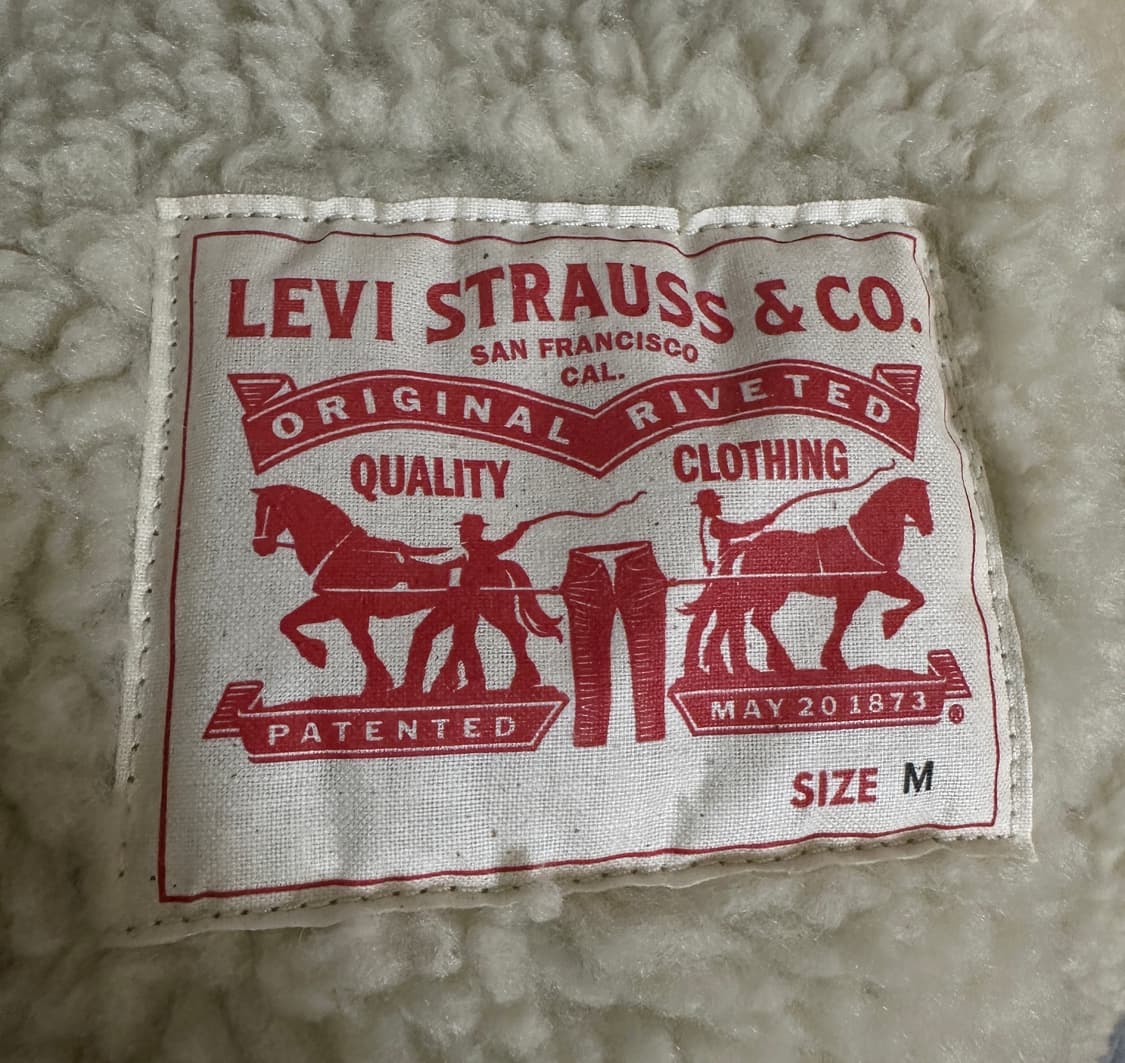 LEVI STRAUSS & CO.
SAN FRANCISCO
CAL.
ORIGINAL RIVETED
QUALITY CLOTHING
PATENTED MAY 20 1873 ®
SIZE M